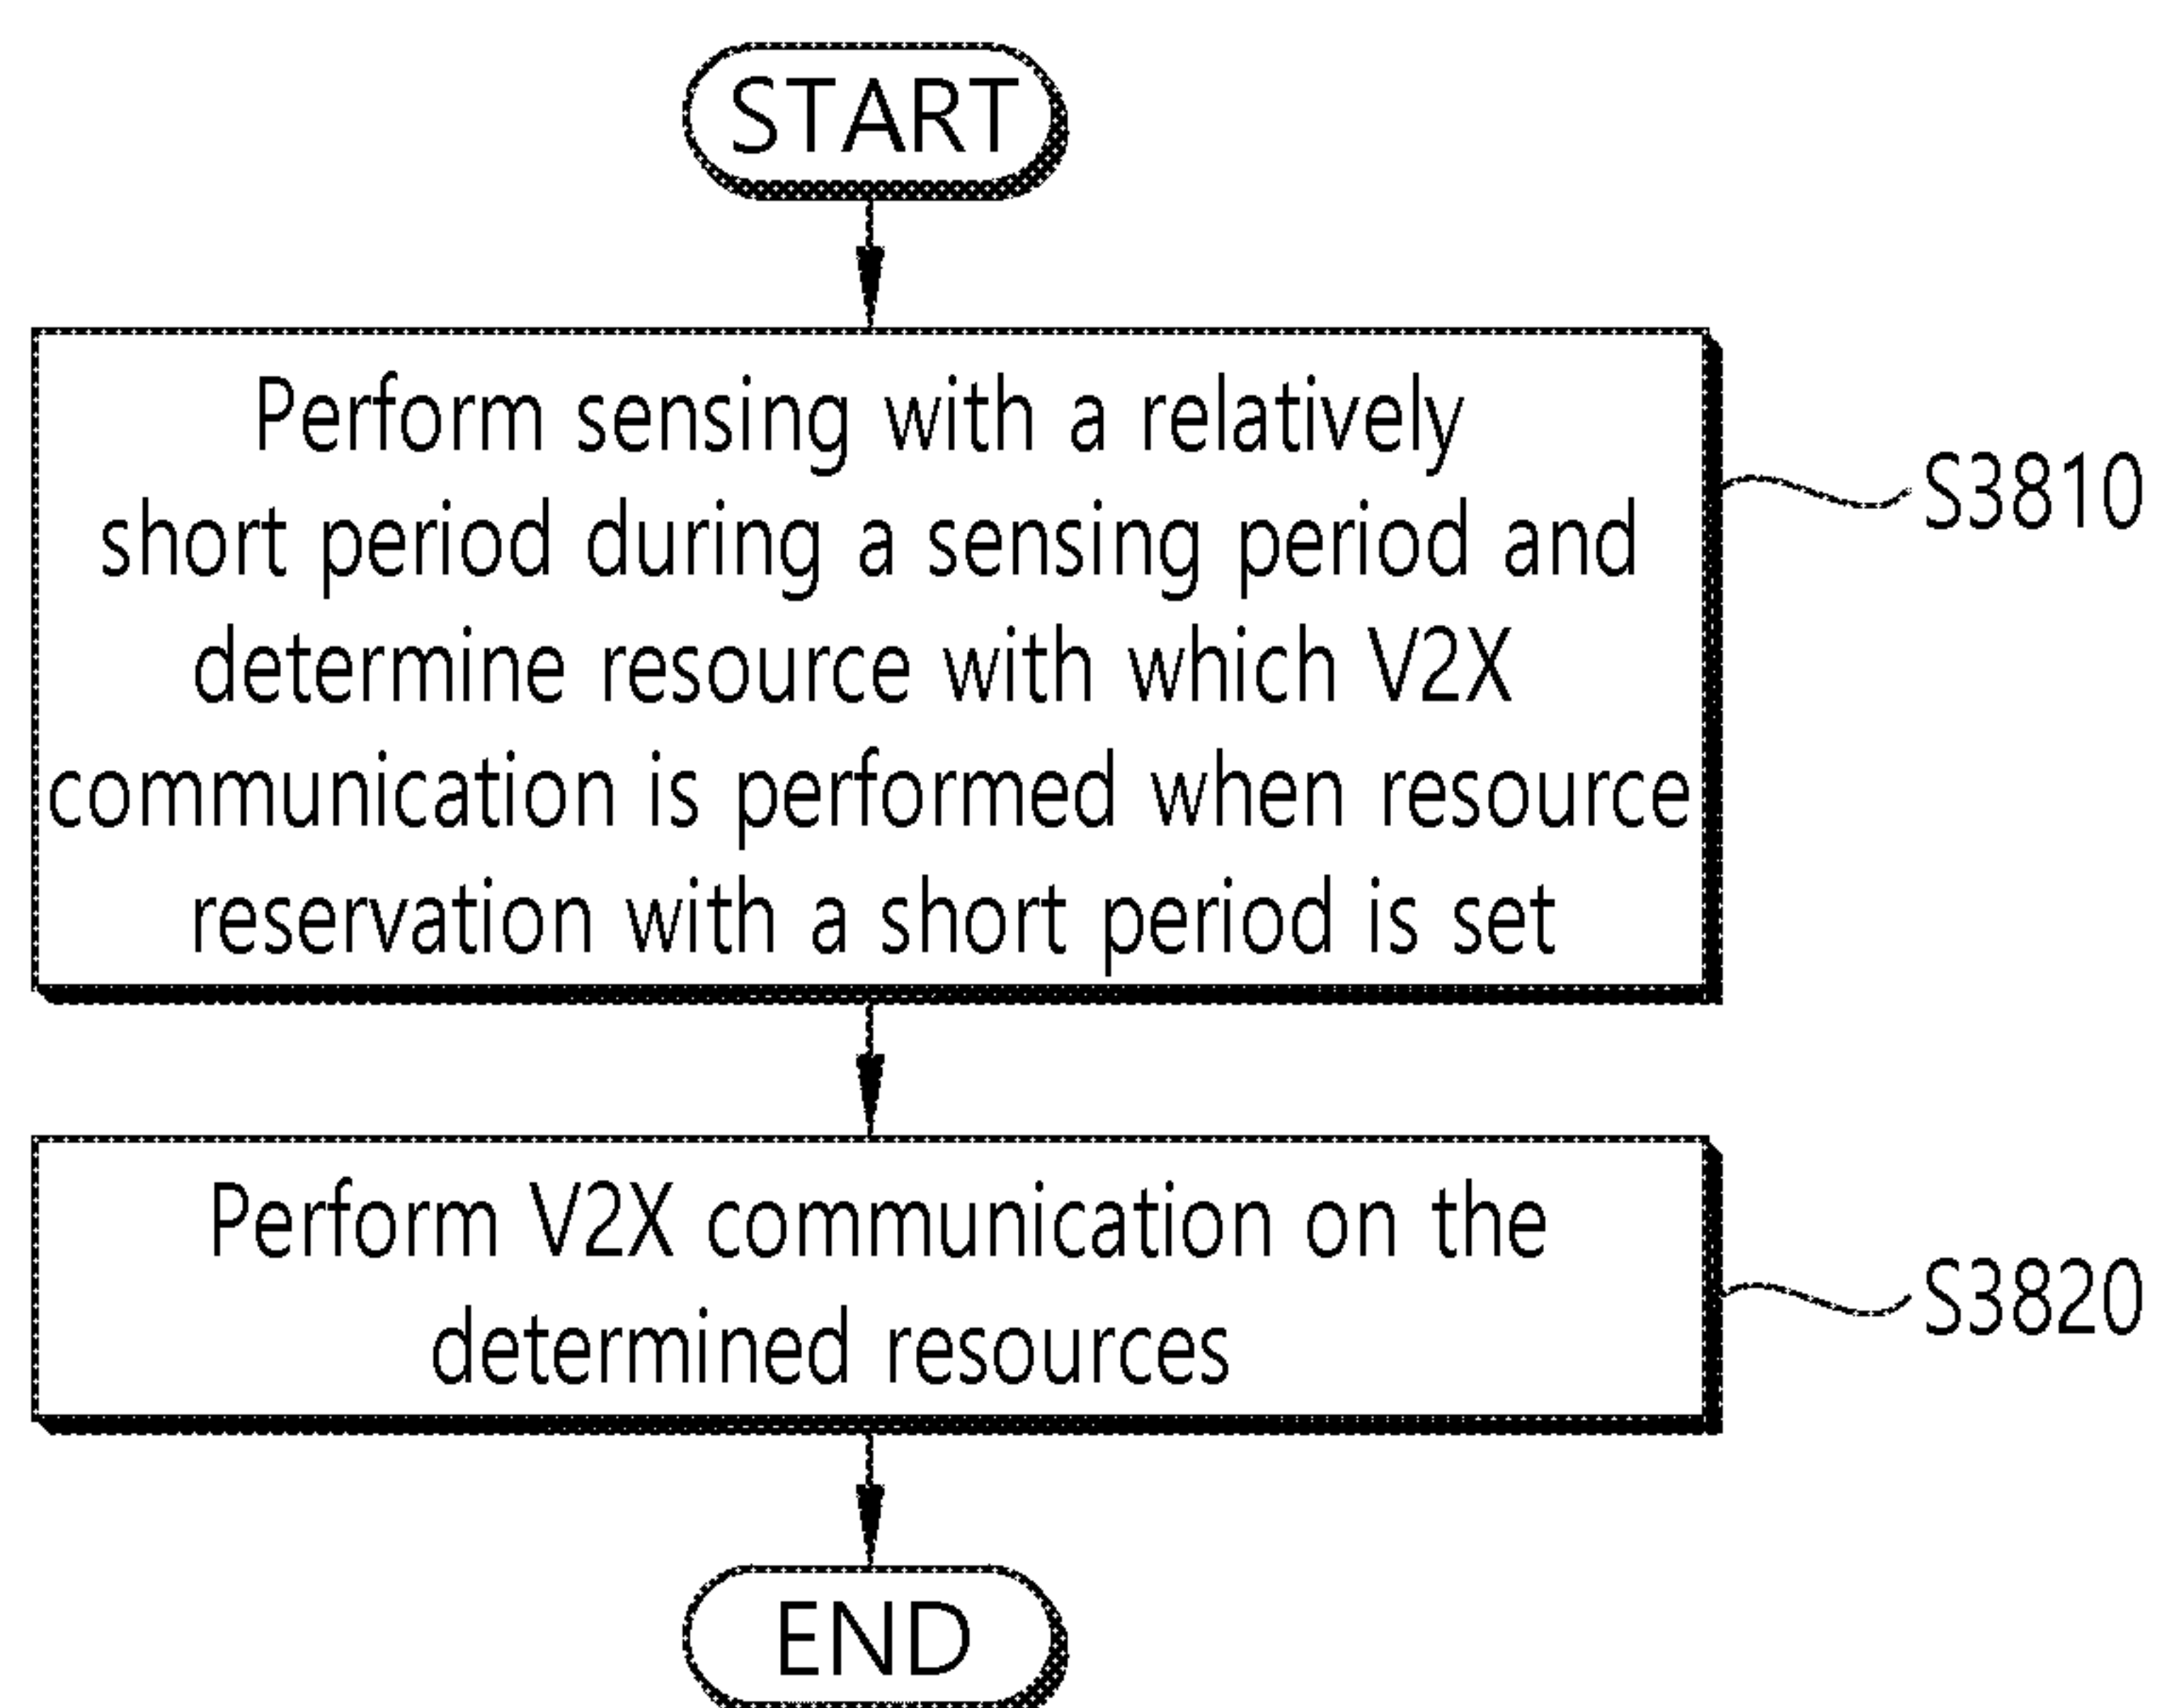 START
Perform sensing with a relatively
short period during a sensing period and
determine resource with which V2X
communication is performed when resource
reservation with a short period is set
S3810
Perform V2X communication on the
determined resources
S3820
END